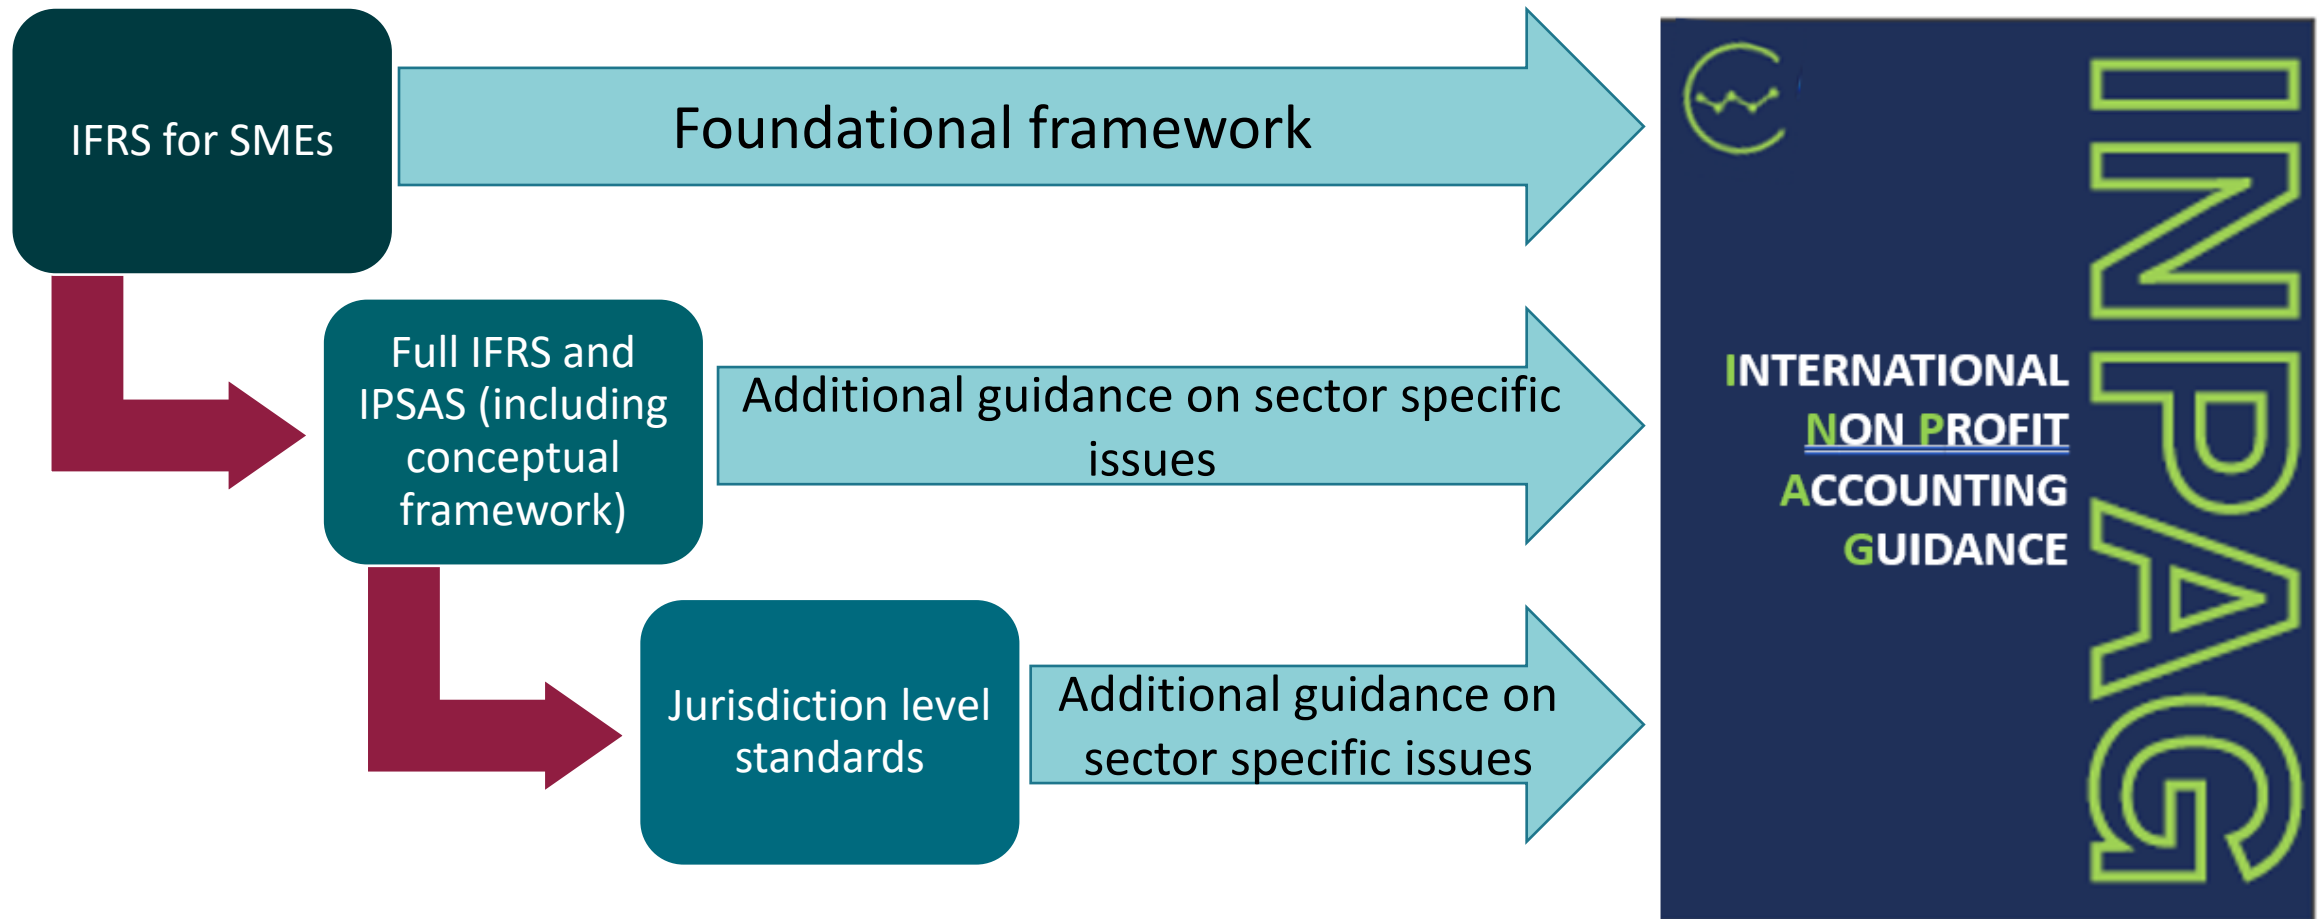 IFRS for SMEs
Foundational framework
Full IFRS and
IPSAS (including
conceptual
framework)
Additional guidance on sector specific
issues
Jurisdiction level
standards
Additional guidance on
sector specific issues
INTERNATIONAL
NON PROFIT
ACCOUNTING
GUIDANCE
INPAG